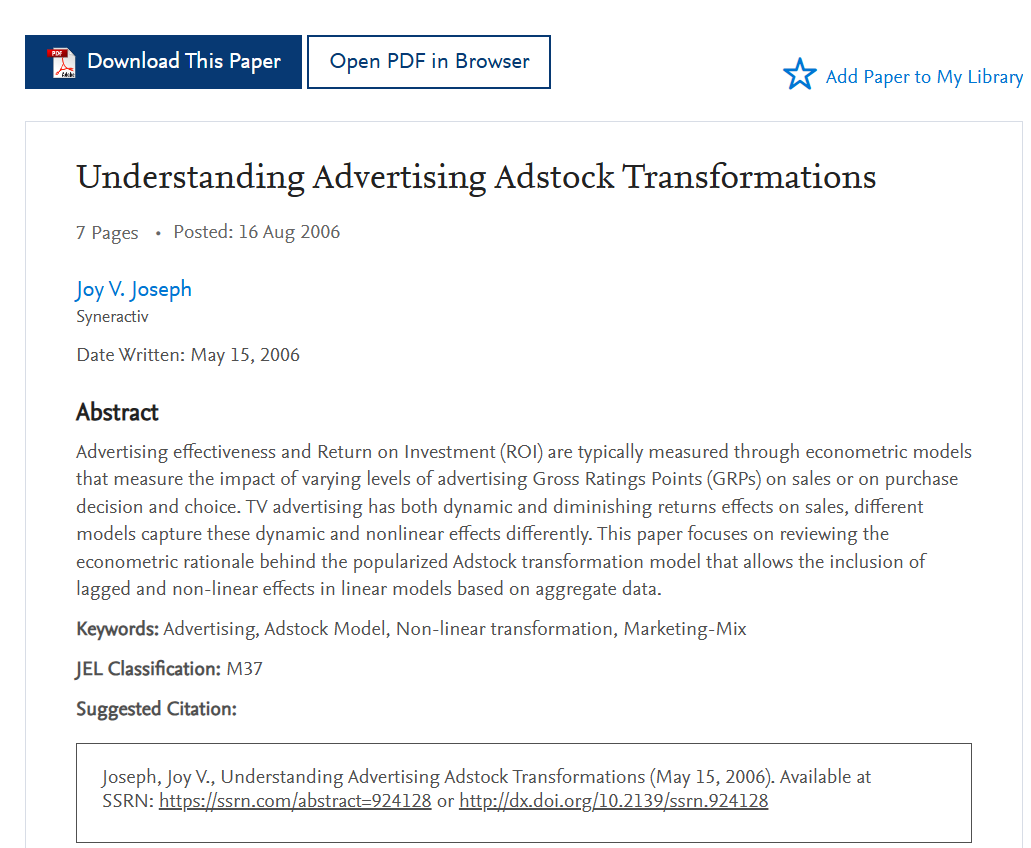 Download This Paper
Open PDF in Browser
Add Paper to My Library
Understanding Advertising Adstock Transformations
7 Pages • Posted: 16 Aug 2006
Joy V. Joseph
Syneractiv
Date Written: May 15, 2006
Abstract
Advertising effectiveness and Return on Investment (ROI) are typically measured through econometric models
that measure the impact of varying levels of advertising Gross Ratings Points (GRPs) on sales or on purchase
decision and choice. TV advertising has both dynamic and diminishing returns effects on sales, different
models capture these dynamic and nonlinear effects differently. This paper focuses on reviewing the
econometric rationale behind the popularized Adstock transformation model that allows the inclusion of
lagged and non-linear effects in linear models based on aggregate data.
Keywords: Advertising, Adstock Model, Non-linear transformation, Marketing-Mix
JEL Classification: M37
Suggested Citation:
Joseph, Joy V., Understanding Advertising Adstock Transformations (May 15, 2006). Available at
SSRN: https://ssrn.com/abstract=924128 or http://dx.doi.org/10.2139/ssrn.924128